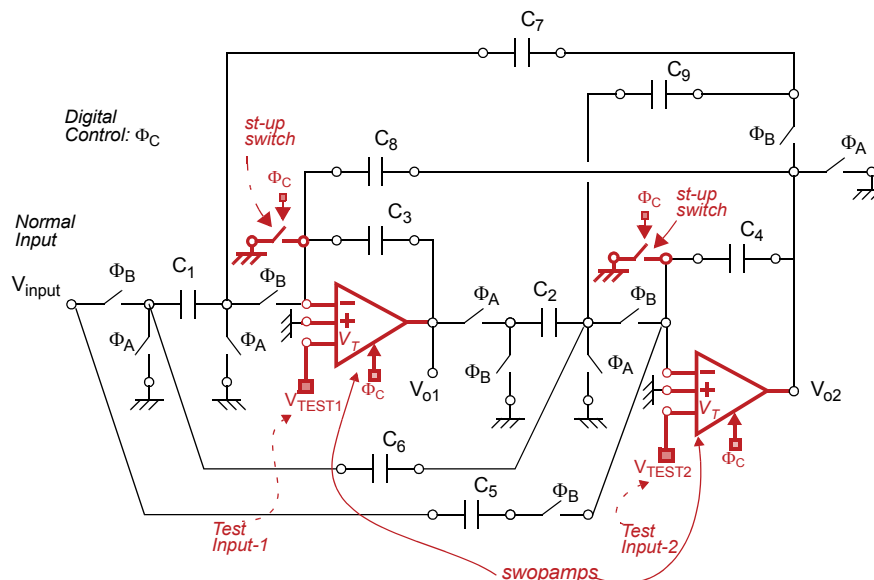 C7
C9
Digital
Control: ΦC
st-up
switch
C8
ΦB
ΦA
ΦC
st-up
switch
ΦC
Normal
Input
C3
C4
Vinput
ΦB
C1
ΦB
ΦA
C2
ΦB
ΦA
ΦA
−
+
VT
ΦB
ΦA
−
+
VT
VTEST1
ΦC
Vo1
Vo2
C6
VTEST2
ΦC
C5
ΦB
Test
Input-1
Test
Input-2
swopamps